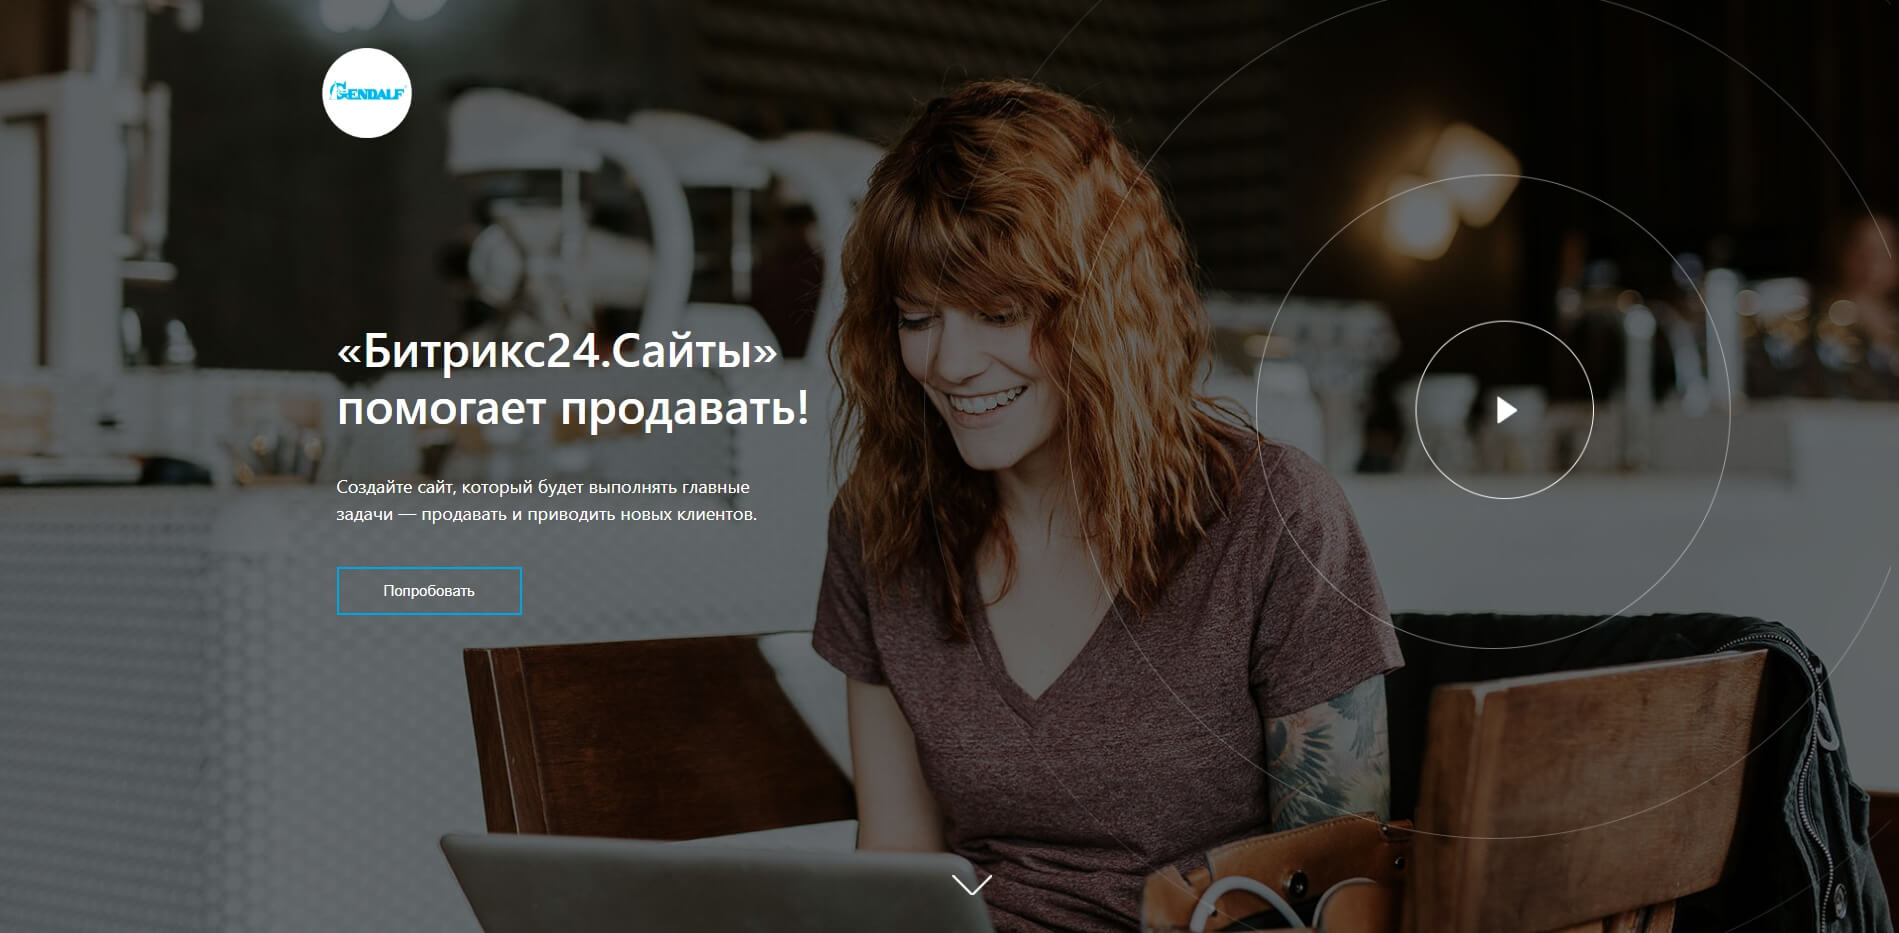 GENDALF
«Битрикс24.Сайты»
помогает продавать!
Создайте сайт, который будет выполнять главные
задачи — продавать и приводить новых клиентов.
Попробовать